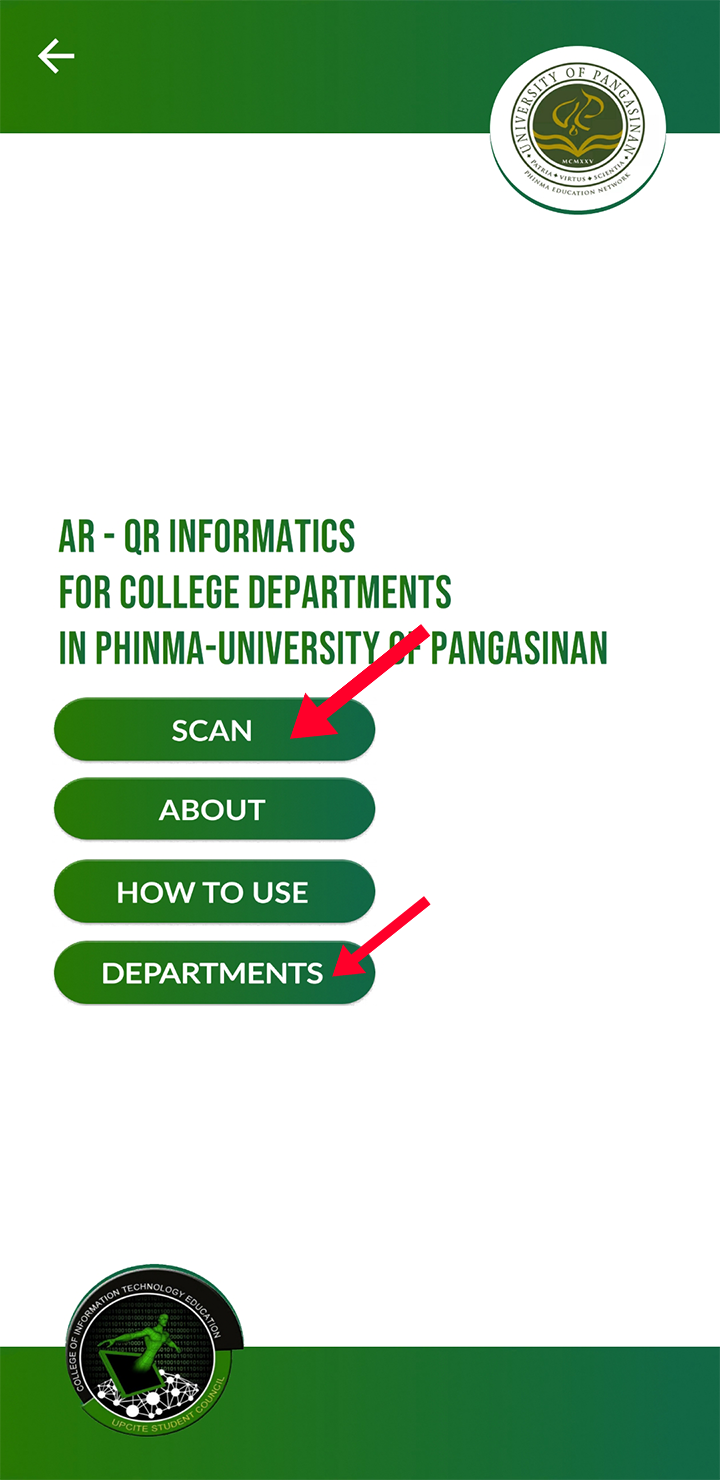 UNIVERSITY OF PANGASINAN
MCMXXV
PATRIA • VIRTUS • SCIENTIA
PHINMA EDUCATION NETWORK
AR - QR INFORMATICS
FOR COLLEGE DEPARTMENTS
IN PHINMA-UNIVERSITY OF PANGASINAN
SCAN
ABOUT
HOW TO USE
DEPARTMENTS
COLLEGE OF INFORMATION TECHNOLOGY EDUCATION
UPCITE STUDENT COUNCIL